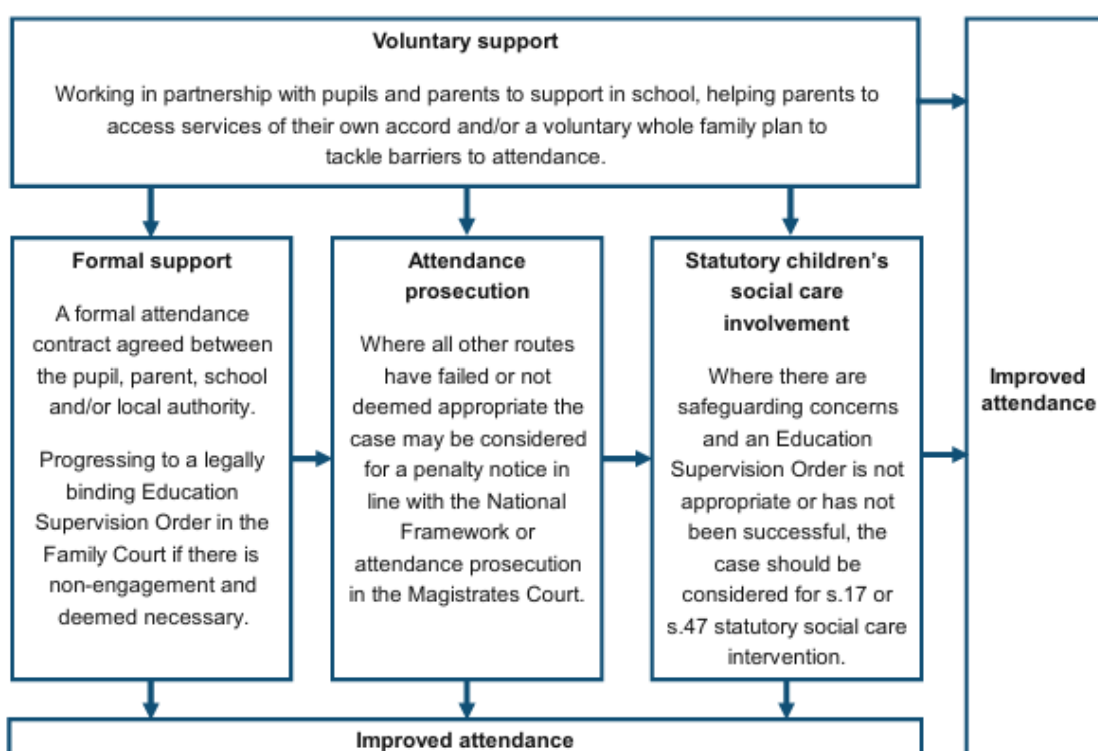 Voluntary support
Working in partnership with pupils and parents to support in school, helping parents to
access services of their own accord and/or a voluntary whole family plan to
tackle barriers to attendance.
Formal support
A formal attendance
contract agreed between
the pupil, parent, school
and/or local authority.
Progressing to a legally
binding Education
Supervision Order in the
Family Court if there is
non-engagement and
deemed necessary.
Attendance
prosecution
Where all other routes
have failed or not
deemed appropriate the
case may be considered
for a penalty notice in
line with the National
Framework or
attendance prosecution
in the Magistrates Court.
Statutory children’s
social care
involvement
Where there are
safeguarding concerns
and an Education
Supervision Order is not
appropriate or has not
been successful, the
case should be
considered for s.17 or
s.47 statutory social care
intervention.
Improved
attendance
Improved attendance